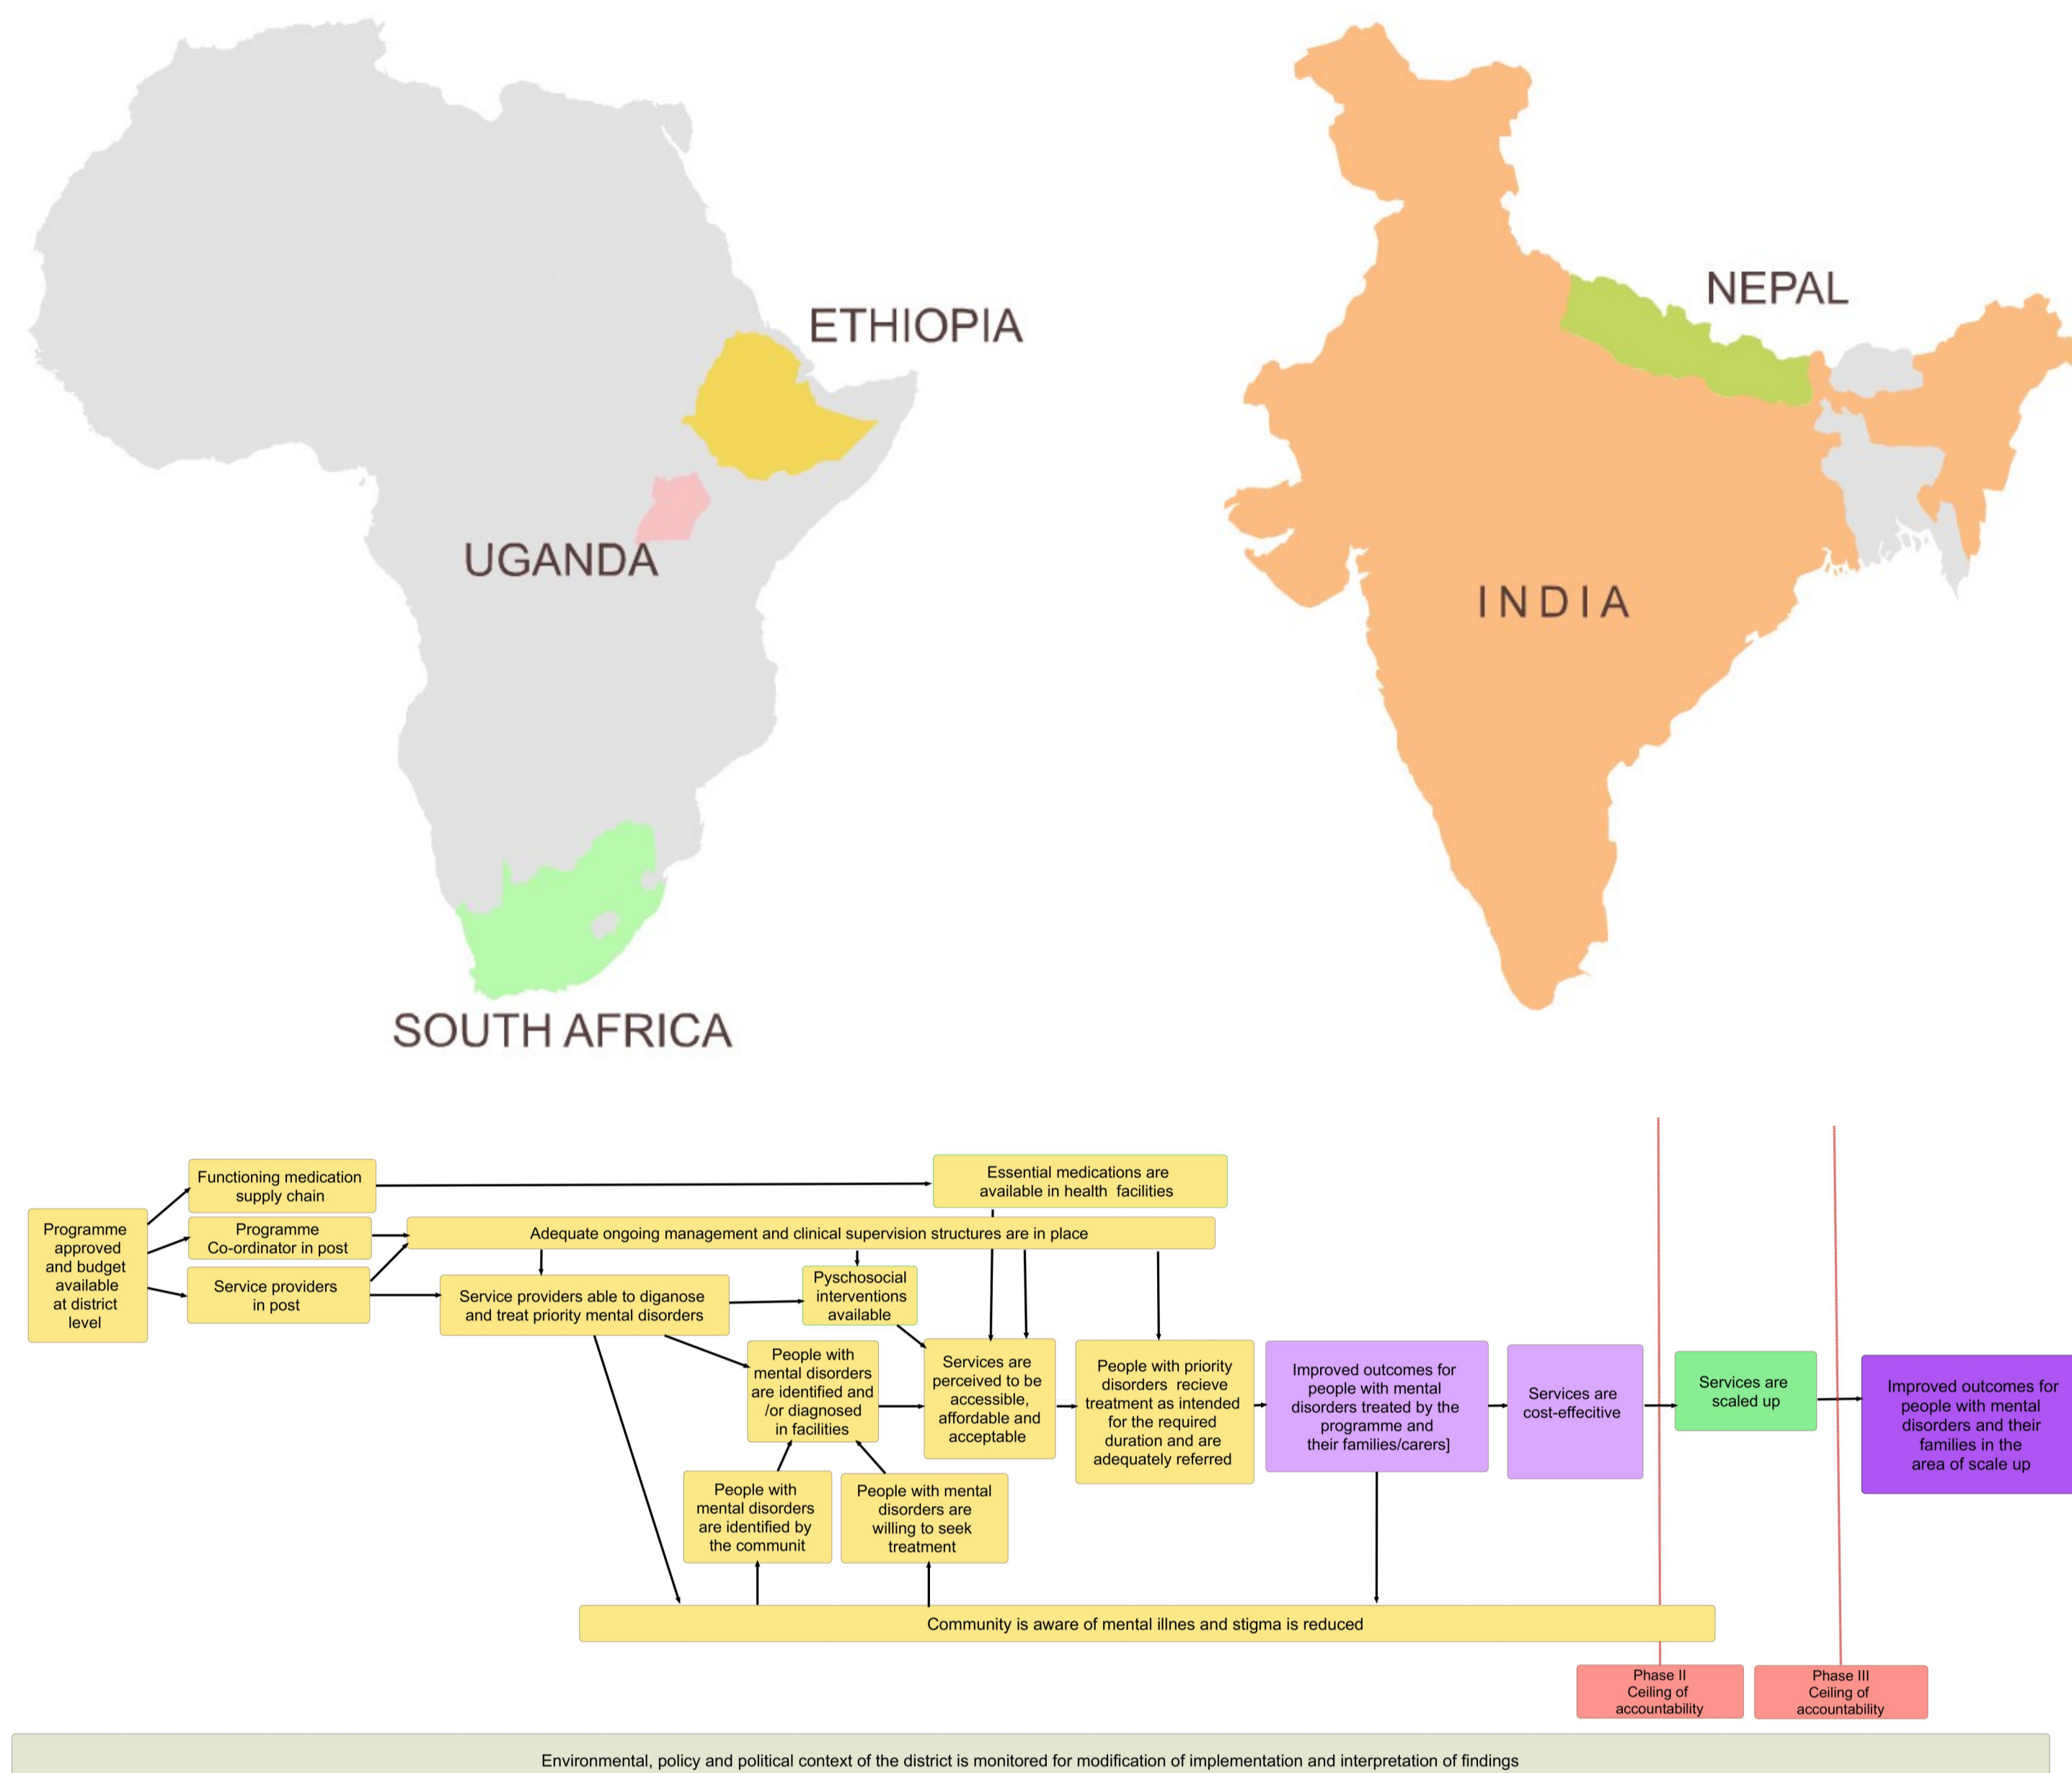 ETHIOPIA
NEPAL
UGANDA
INDIA
SOUTH AFRICA
Functioning medication
supply chain
Essential medications are
available in health facilities
Programme
approved
and budget
available
at district
level
Programme
Co-ordinator in post
Adequate ongoing management and clinical supervision structures are in place
Service providers
in post
Service providers able to diganose
and treat priority mental disorders
Pyschosocial
interventions
available
People with
mental disorders
are identified and
/or diagnosed
in facilities
Services are
perceived to be
accessible,
affordable and
acceptable
People with priority
disorders recieve
treatment as intended
for the required
duration and are
adequately referred
Improved outcomes for
people with mental
disorders treated by the
programme and
their families/carers]
Services are
cost-effecitive
Services are
scaled up
Improved outcomes for
people with mental
disorders and their
families in the
area of scale up
People with
mental disorders
are identified by
the communit
People with mental
disorders are
willing to seek
treatment
Community is aware of mental illnes and stigma is reduced
Phase II
Ceiling of
accountability
Phase III
Ceiling of
accountability
Environmental, policy and political context of the district is monitored for modification of implementation and interpretation of findings